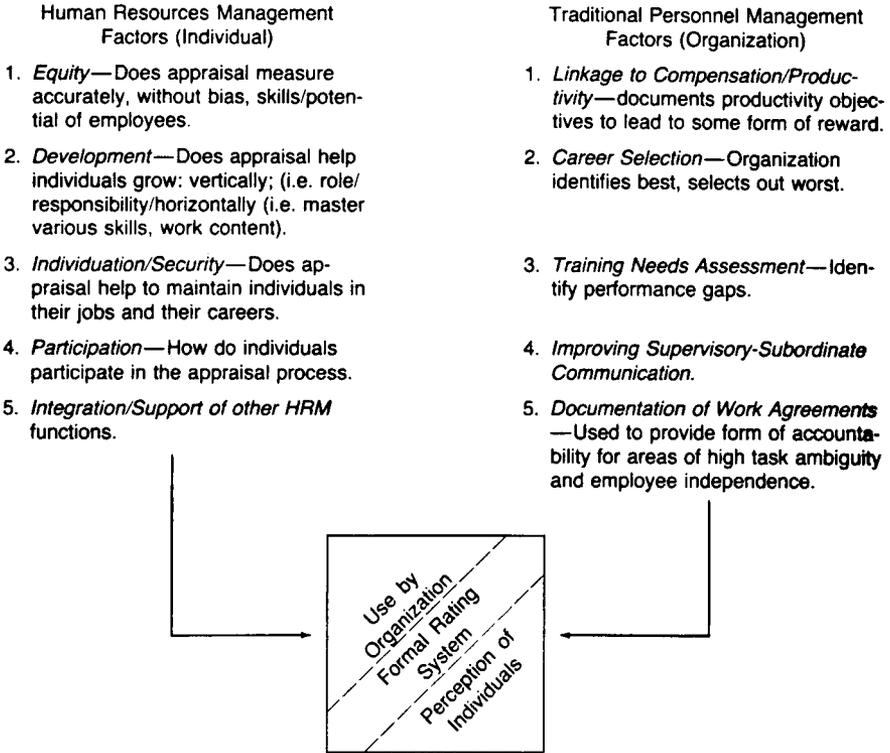 Human Resources Management
Factors (Individual)
1. Equity—Does appraisal measure
accurately, without bias, skills/poten-
tial of employees.
2. Development—Does appraisal help
individuals grow: vertically; (i.e. role/
responsibility/horizontally (i.e. master
various skills, work content).
3. Individuation/Security—Does ap-
praisal help to maintain individuals in
their jobs and their careers.
4. Participation—How do individuals
participate in the appraisal process.
5. Integration/Support of other HRM
functions.
Traditional Personnel Management
Factors (Organization)
1. Linkage to Compensation/Produc-
tivity—documents productivity objec-
tives to lead to some form of reward.
2. Career Selection—Organization
identifies best, selects out worst.
3. Training Needs Assessment—Iden-
tify performance gaps.
4. Improving Supervisory-Subordinate
Communication.
5. Documentation of Work Agreements
—Used to provide form of accounta-
bility for areas of high task ambiguity
and employee independence.
Use by
Organization
Formal Rating
System
Perception of
Individuals